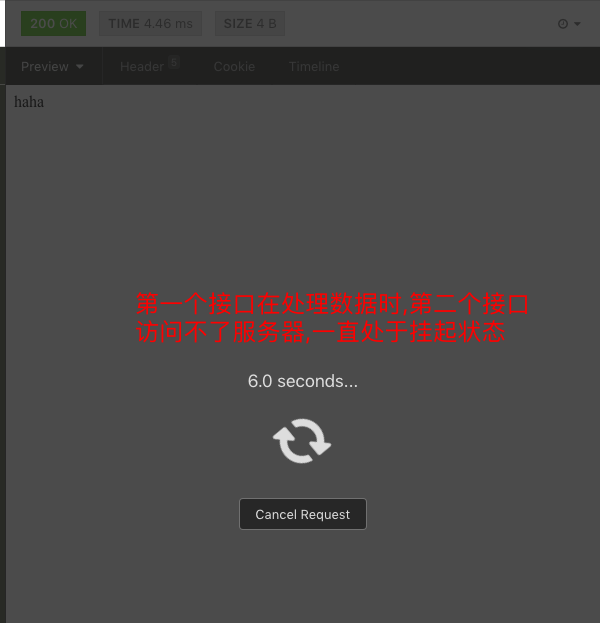 200 OK TIME 4.46 ms SIZE 4 B
Preview Header 5 Cookie Timeline
haha
第一个接口在处理数据时,第二个接口
访问不了服务器,一直处于挂起状态
6.0 seconds...
Cancel Request